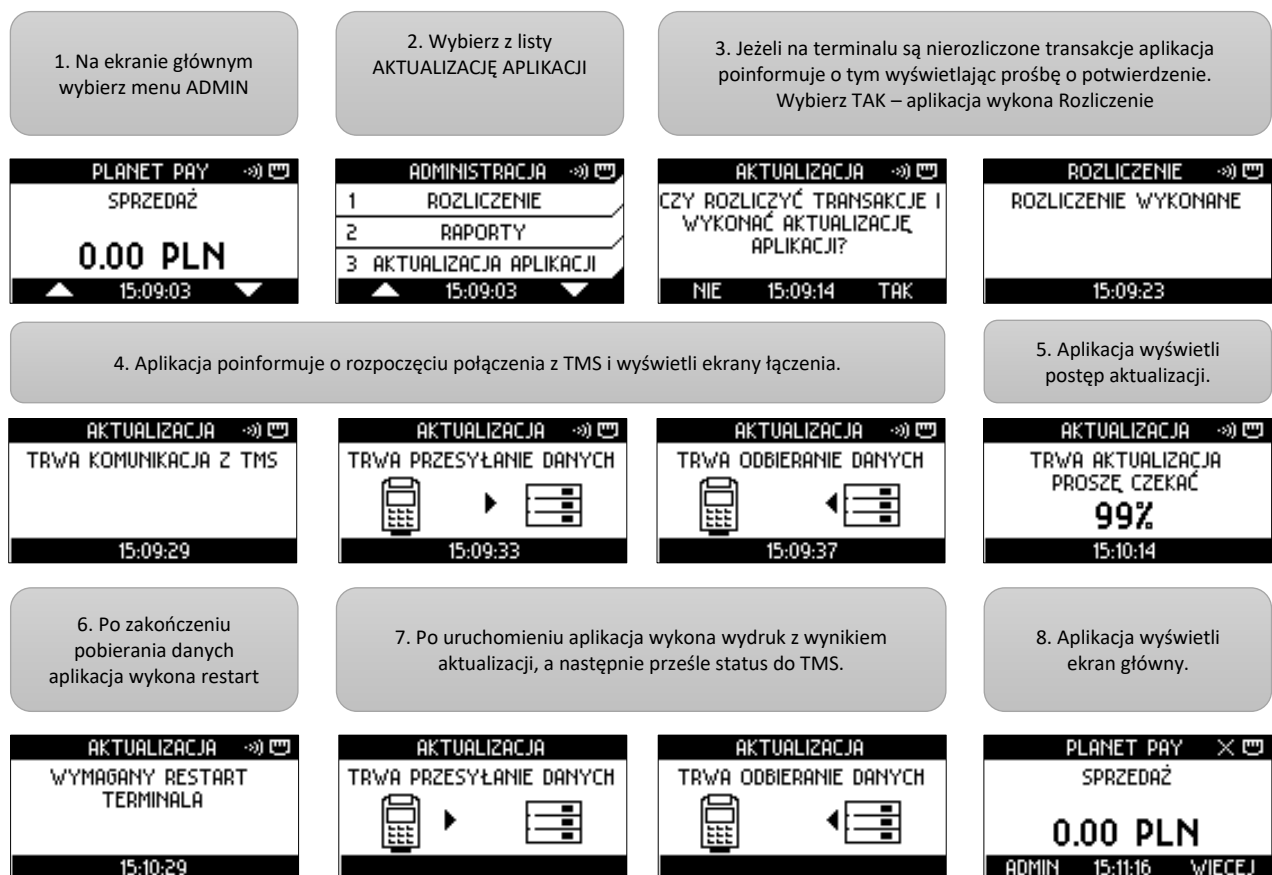 1. Na ekranie głównym
wybierz menu ADMIN
2. Wybierz z listy
AKTUALIZACJĘ APLIKACJI
3. Jeżeli na terminalu są nierozliczone transakcje aplikacja
poinformuje o tym wyświetlając prośbę o potwierdzenie.
Wybierz TAK – aplikacja wykona Rozliczenie
PLANET PAY
SPRZEDAŻ
0.00 PLN
15:09:03
ADMINISTRACJA
1 ROZLICZENIE
2 RAPORTY
3 AKTUALIZACJA APLIKACJI
15:09:03
AKTUALIZACJA
CZY ROZLICZYĆ TRANSAKCJE I
WYKONAĆ AKTUALIZACJĘ
APLIKACJI?
NIE 15:09:14 TAK
ROZLICZENIE
ROZLICZENIE WYKONANE
15:09:23
4. Aplikacja poinformuje o rozpoczęciu połączenia z TMS i wyświetli ekrany łączenia.
5. Aplikacja wyświetli
postęp aktualizacji.
AKTUALIZACJA
TRWA KOMUNIKACJA Z TMS
15:09:29
AKTUALIZACJA
TRWA PRZESYŁANIE DANYCH
15:09:33
AKTUALIZACJA
TRWA ODBIERANIE DANYCH
15:09:37
AKTUALIZACJA
TRWA AKTUALIZACJA
PROSZĘ CZEKAĆ
99%
15:10:14
6. Po zakończeniu
pobierania danych
aplikacja wykona restart
7. Po uruchomieniu aplikacja wykona wydruk z wynikiem
aktualizacji, a następnie prześle status do TMS.
8. Aplikacja wyświetli
ekran główny.
AKTUALIZACJA
WYMAGANY RESTART
TERMINALA
15:10:29
AKTUALIZACJA
TRWA PRZESYŁANIE DANYCH
AKTUALIZACJA
TRWA ODBIERANIE DANYCH
PLANET PAY
SPRZEDAŻ
0.00 PLN
ADMIN 15:11:16 WIĘCEJ